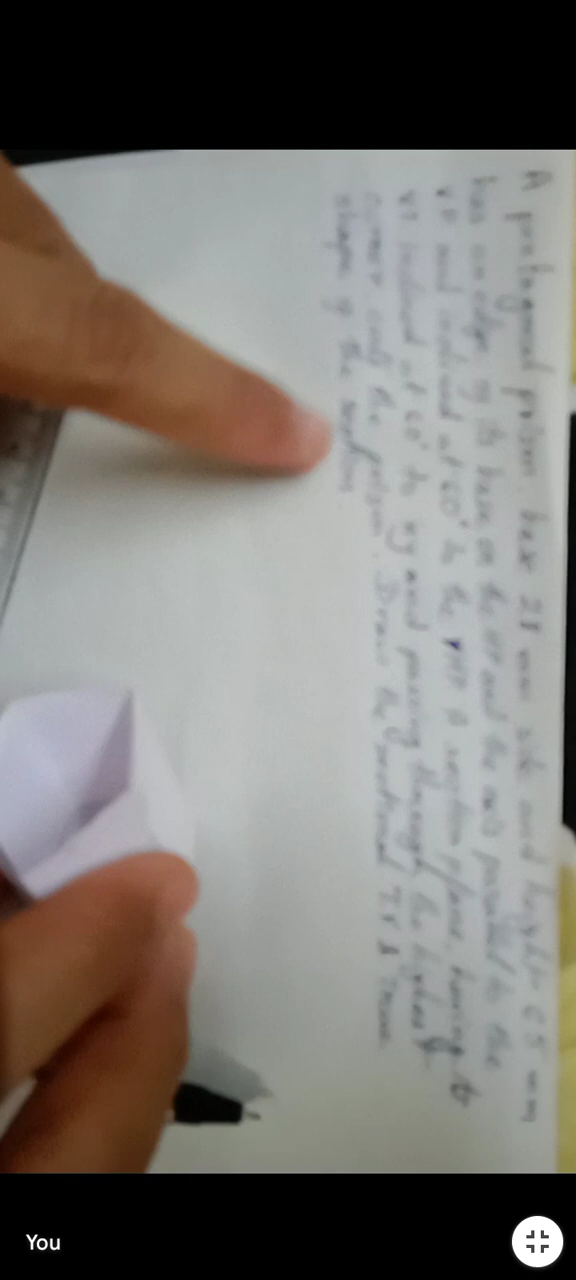 A pentagonal prism, base 28 mm side and height 65 mm
has an edge of its base on the HP and the axis parallel to the
VP and inclined at 60° to the HP. A section plane, having its
VT inclined at 60° to xy and passing through the highest
cuts the prism. Draw the sectional TV & True
shape of the section.
You